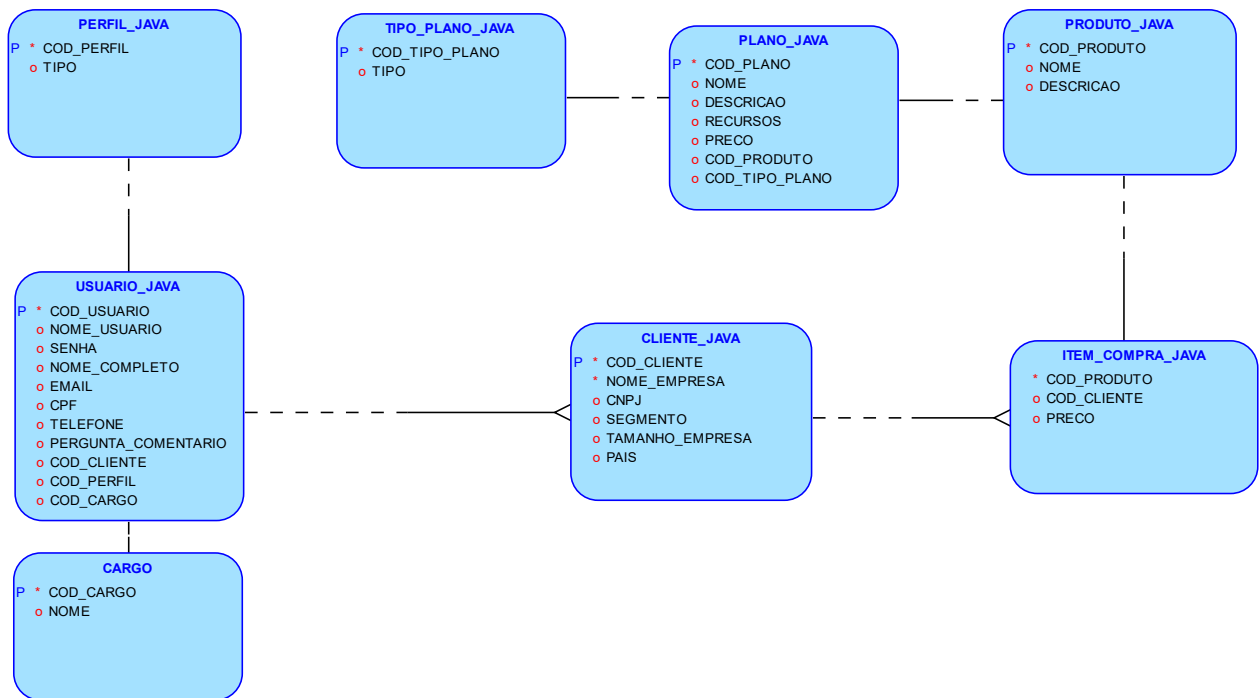 PERFIL_JAVA
P * COD_PERFIL
o TIPO
TIPO_PLANO_JAVA
P * COD_TIPO_PLANO
o TIPO
PLANO_JAVA
P * COD_PLANO
o NOME
o DESCRICAO
o RECURSOS
o PRECO
o COD_PRODUTO
o COD_TIPO_PLANO
PRODUTO_JAVA
P * COD_PRODUTO
o NOME
o DESCRICAO
USUARIO_JAVA
P * COD_USUARIO
o NOME_USUARIO
o SENHA
o NOME_COMPLETO
o EMAIL
o CPF
o TELEFONE
o PERGUNTA_COMENTARIO
o COD_CLIENTE
o COD_PERFIL
o COD_CARGO
CLIENTE_JAVA
P * COD_CLIENTE
* NOME_EMPRESA
o CNPJ
o SEGMENTO
o TAMANHO_EMPRESA
o PAIS
ITEM_COMPRA_JAVA
* COD_PRODUTO
o COD_CLIENTE
o PRECO
CARGO
P * COD_CARGO
o NOME